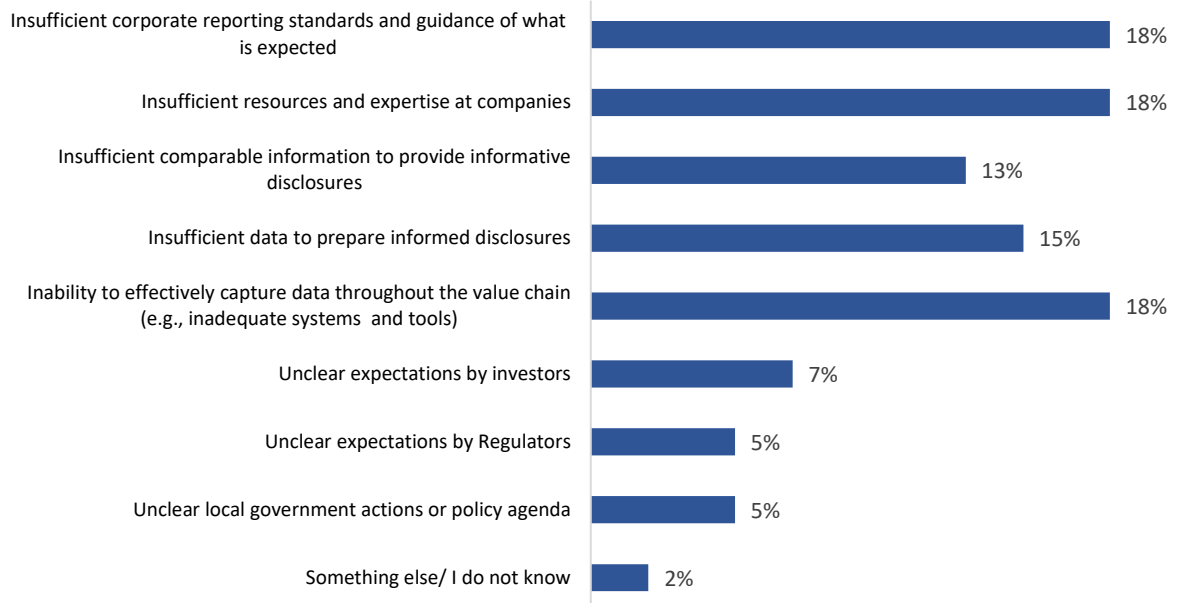 Insufficient corporate reporting standards and guidance of what
is expected
18%
Insufficient resources and expertise at companies
18%
Insufficient comparable information to provide informative
disclosures
13%
Insufficient data to prepare informed disclosures
15%
Inability to effectively capture data throughout the value chain
(e.g., inadequate systems  and tools)
18%
Unclear expectations by investors
7%
Unclear expectations by Regulators
5%
Unclear local government actions or policy agenda
5%
Something else/ I do not know
2%